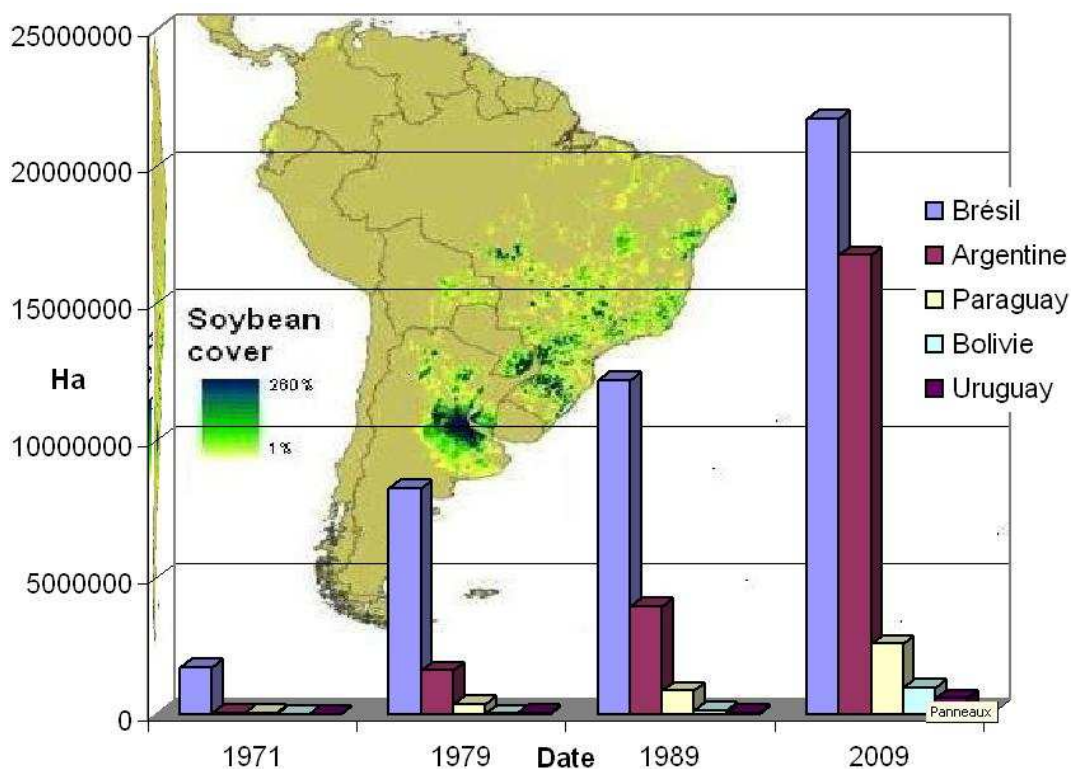 25000000
20000000
15000000
10000000
5000000
0
Ha
Soybean
cover
260%
1%
Brésil
Argentine
Paraguay
Bolivie
Uruguay
Panneaux
1971
1979
Date
1989
2009